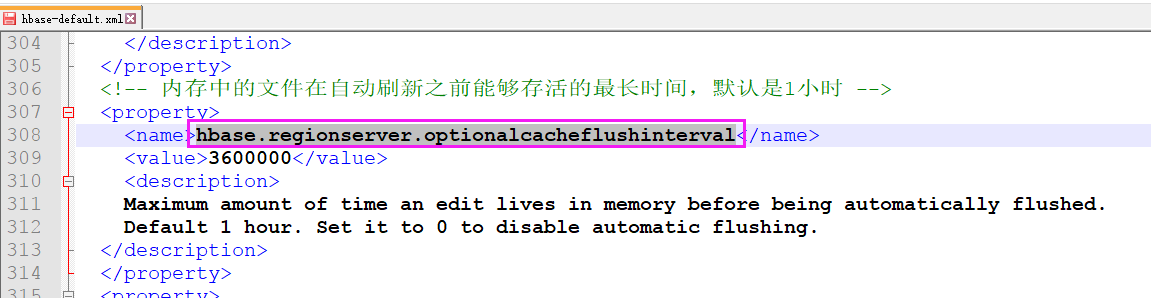 hbase-default.xml
304 </description>
305 </property>
306 <!-- 内存中的文件在自动刷新之前能够存活的最长时间，默认是1小时 -->
307 <property>
308 <name>hbase.regionserver.optionalcacheflushinterval</name>
309 <value>3600000</value>
310 <description>
311 Maximum amount of time an edit lives in memory before being automatically flushed.
312 Default 1 hour. Set it to 0 to disable automatic flushing.
313 </description>
314 </property>
315 <property>